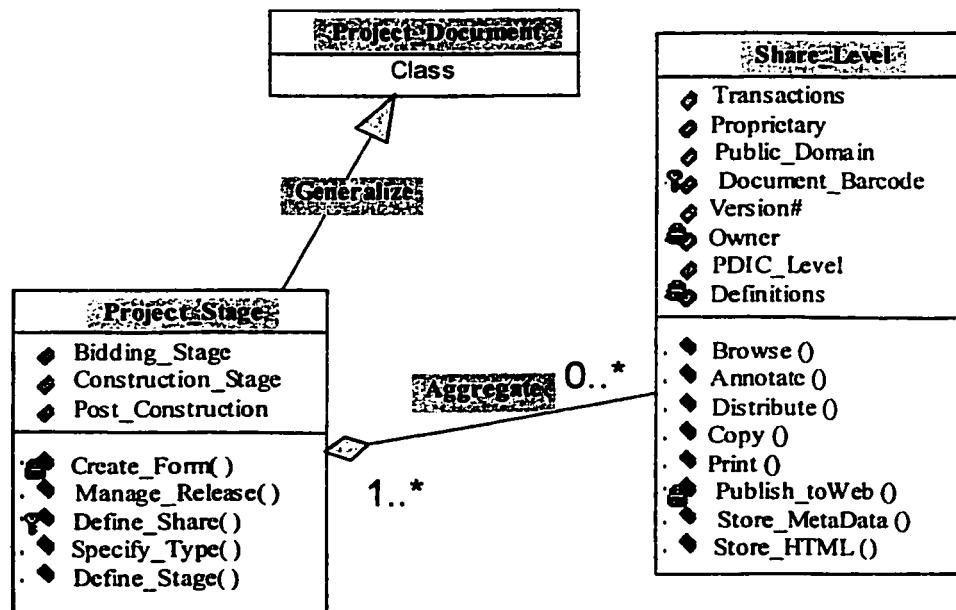 Project_Document
Class
Generalize
Project_Stage
Bidding_Stage
Construction_Stage
Post_Construction
Create_Form()
Manage_Release()
Define_Share()
Specify_Type()
Define_Stage()
Aggregate
0..*
1..*
Share_Level
Transactions
Proprietary
Public_Domain
Document_Barcode
Version#
Owner
PDIC_Level
Definitions
Browse ()
Annotate ()
Distribute ()
Copy ()
Print ()
Publish_toWeb ()
Store_MetaData ()
Store_HTML ()